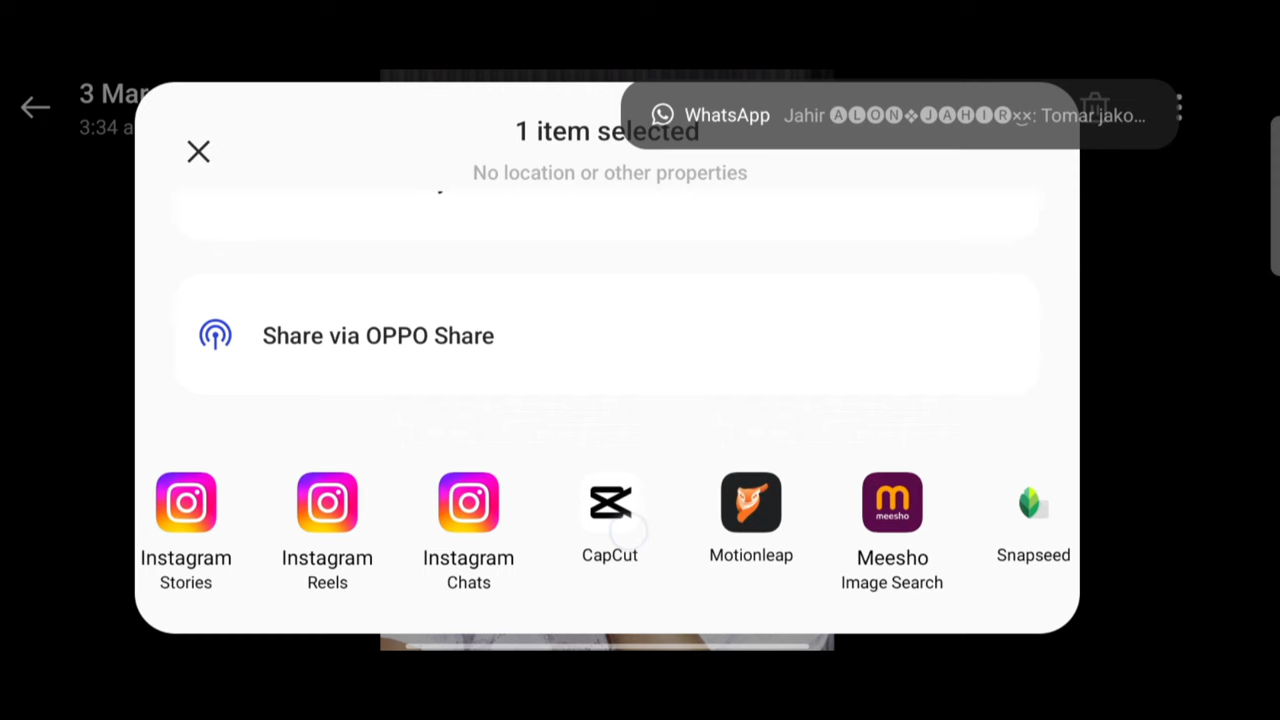 3 Mar
3:34 a
WhatsApp Jahir 🅐🅛🅞🅝❖🅙🅐🅗🅘🅡×͜×: Tomar jako...
1 item selected
No location or other properties
Share via OPPO Share
Instagram Stories
Instagram Reels
Instagram Chats
CapCut
Motionleap
meesho
Meesho Image Search
Snapseed